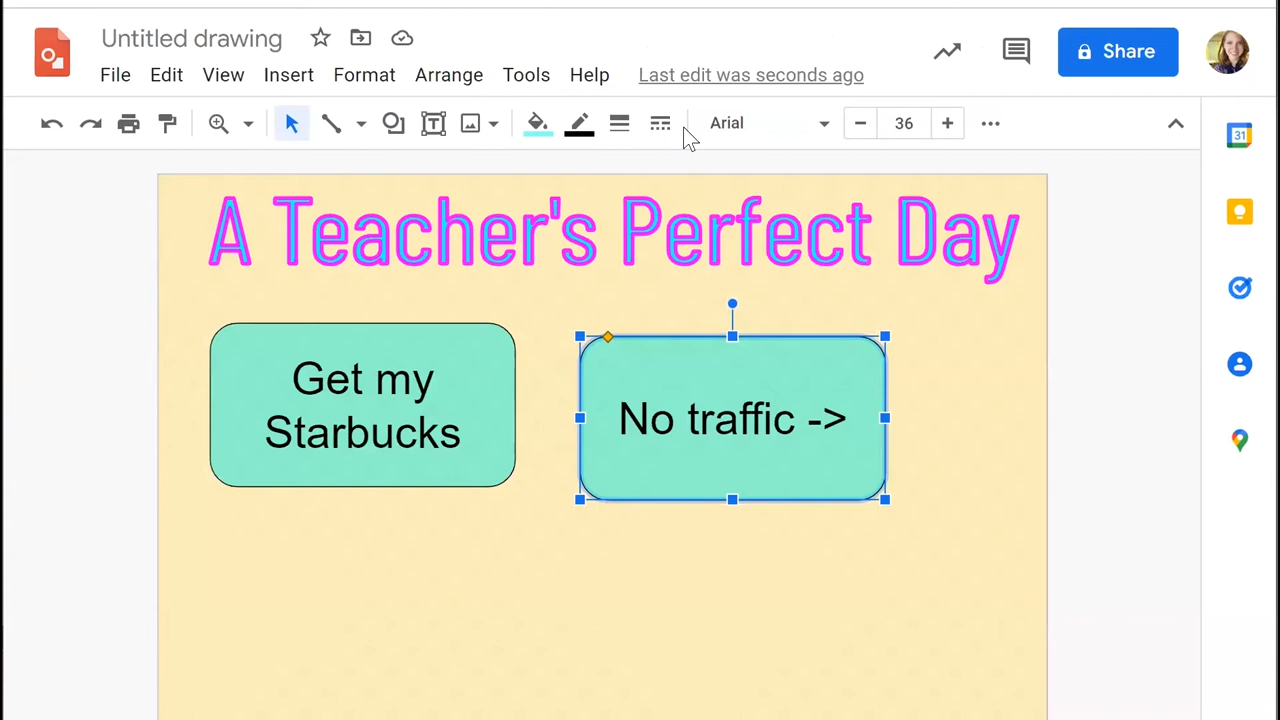 Untitled drawing
File Edit View Insert Format Arrange Tools Help Last edit was seconds ago
Share
Arial 36
31
A Teacher's Perfect Day
Get my
Starbucks
No traffic ->